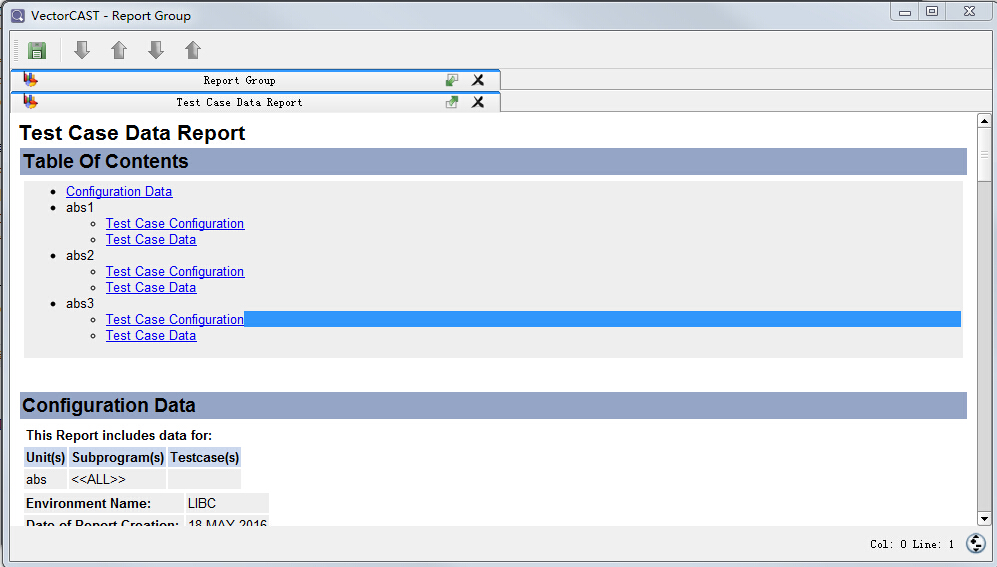 VectorCAST - Report Group
Report Group
Test Case Data Report
Test Case Data Report
Table Of Contents
Configuration Data
abs1
Test Case Configuration
Test Case Data
abs2
Test Case Configuration
Test Case Data
abs3
Test Case Configuration
Test Case Data
Configuration Data
This Report includes data for:
Unit(s) Subprogram(s) Testcase(s)
abs <<ALL>>
Environment Name: LIBC
Date of Report Creation: 18 MAY 2016
Col: 0 Line: 1